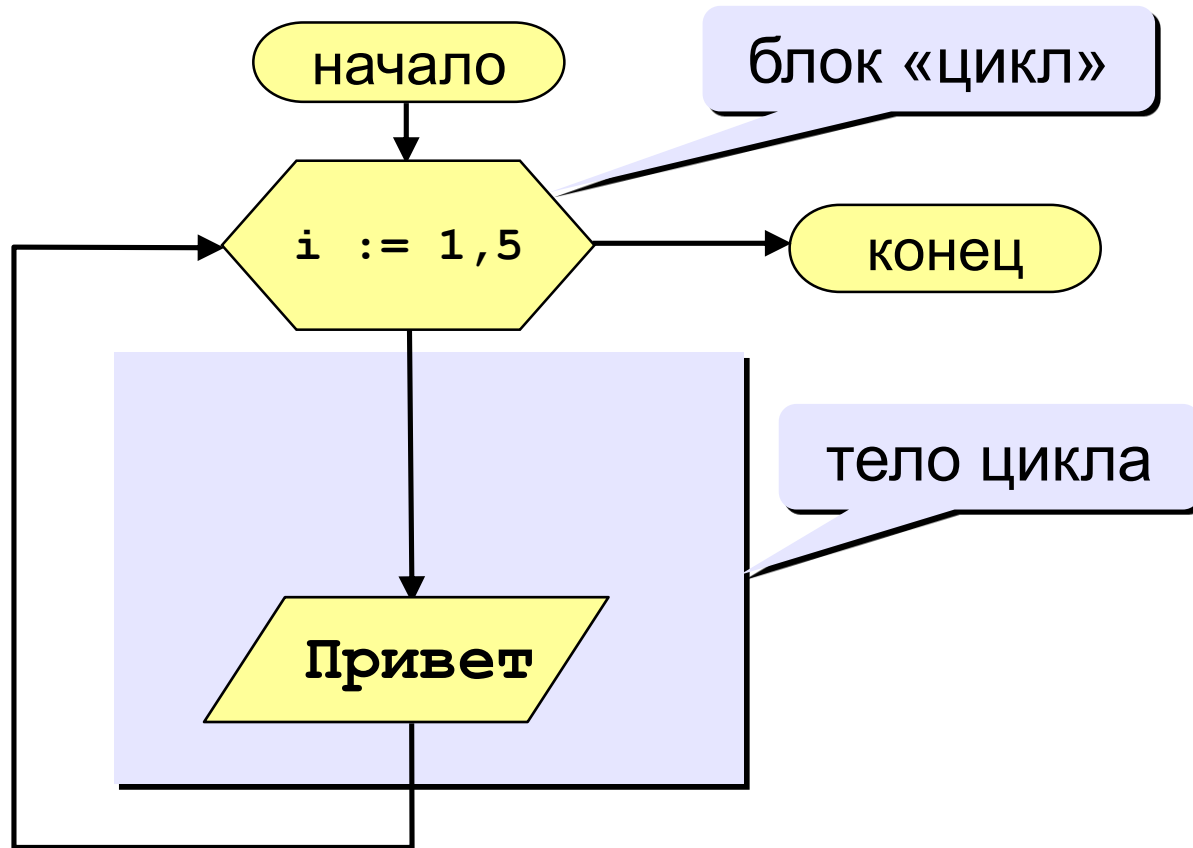 начало
блок «цикл»
i := 1,5
конец
тело цикла
Привет